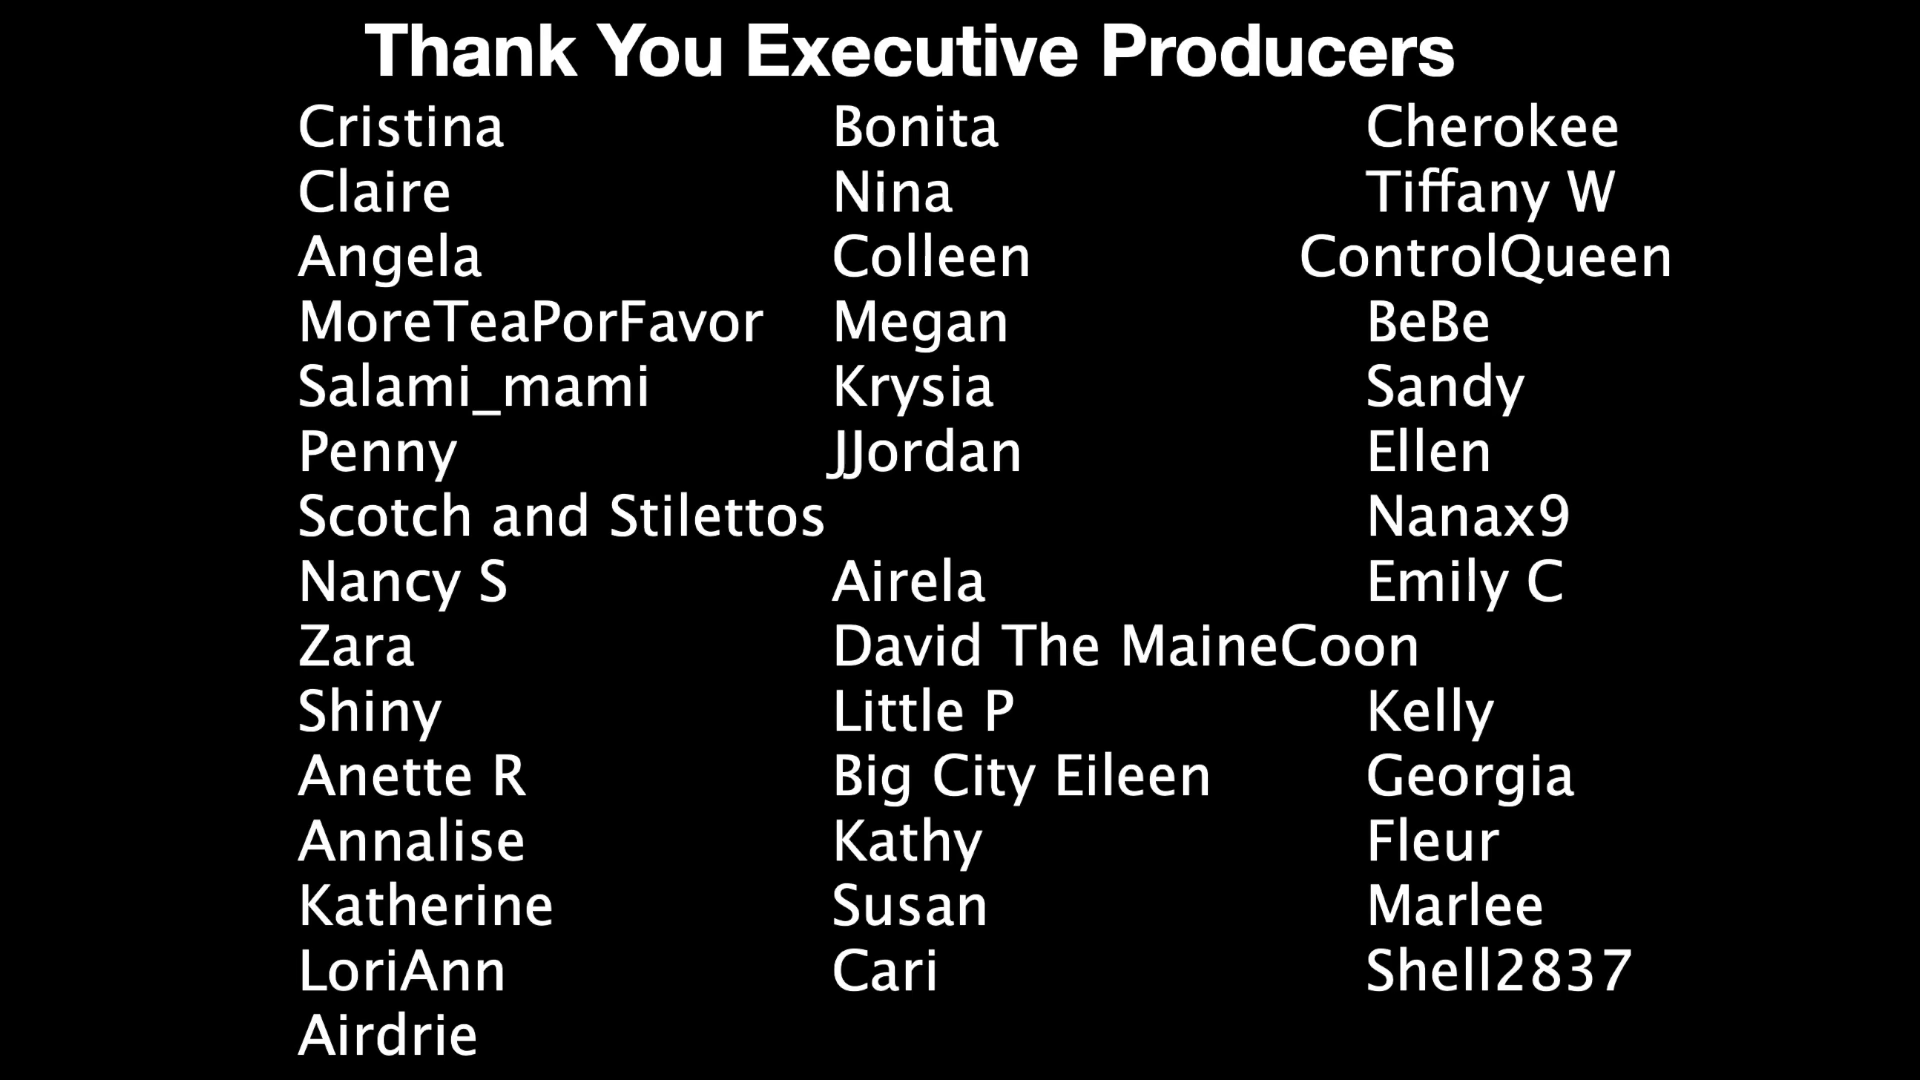 Thank You Executive Producers
Cristina Bonita Cherokee
Claire Nina Tiffany W
Angela Colleen ControlQueen
MoreTeaPorFavor Megan BeBe
Salami_mami Krysia Sandy
Penny JJordan Ellen
Scotch and Stilettos Nanax9
Nancy S Airela Emily C
Zara David The MaineCoon
Shiny Little P Kelly
Anette R Big City Eileen Georgia
Annalise Kathy Fleur
Katherine Susan Marlee
LoriAnn Cari Shell2837
Airdrie